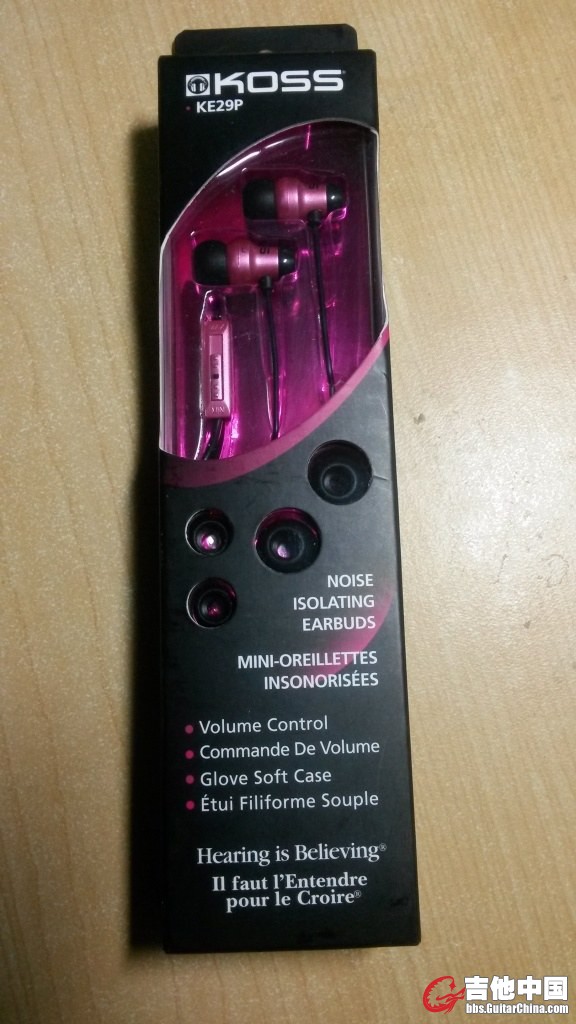 KOSS
KE29P
NOISE
ISOLATING
EARBUDS
MINI-OREILLETTES
INSONORISÉES
Volume Control
Commande De Volume
Glove Soft Case
Étui Filiforme Souple
Hearing is Believing®
Il faut l'Entendre
pour le Croire®
吉他中国
bbs.GuitarChina.com